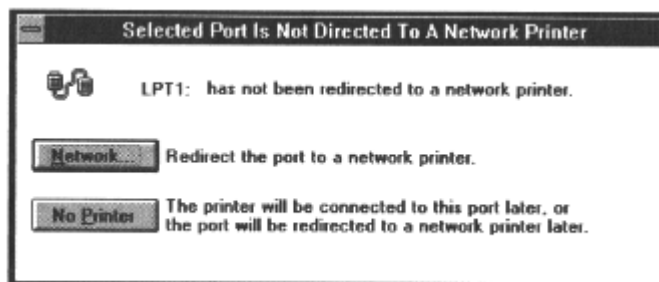 Selected Port Is Not Directed To A Network Printer
LPT1: has not been redirected to a network printer.
Network... Redirect the port to a network printer.
No Printer The printer will be connected to this port later, or
the port will be redirected to a network printer later.